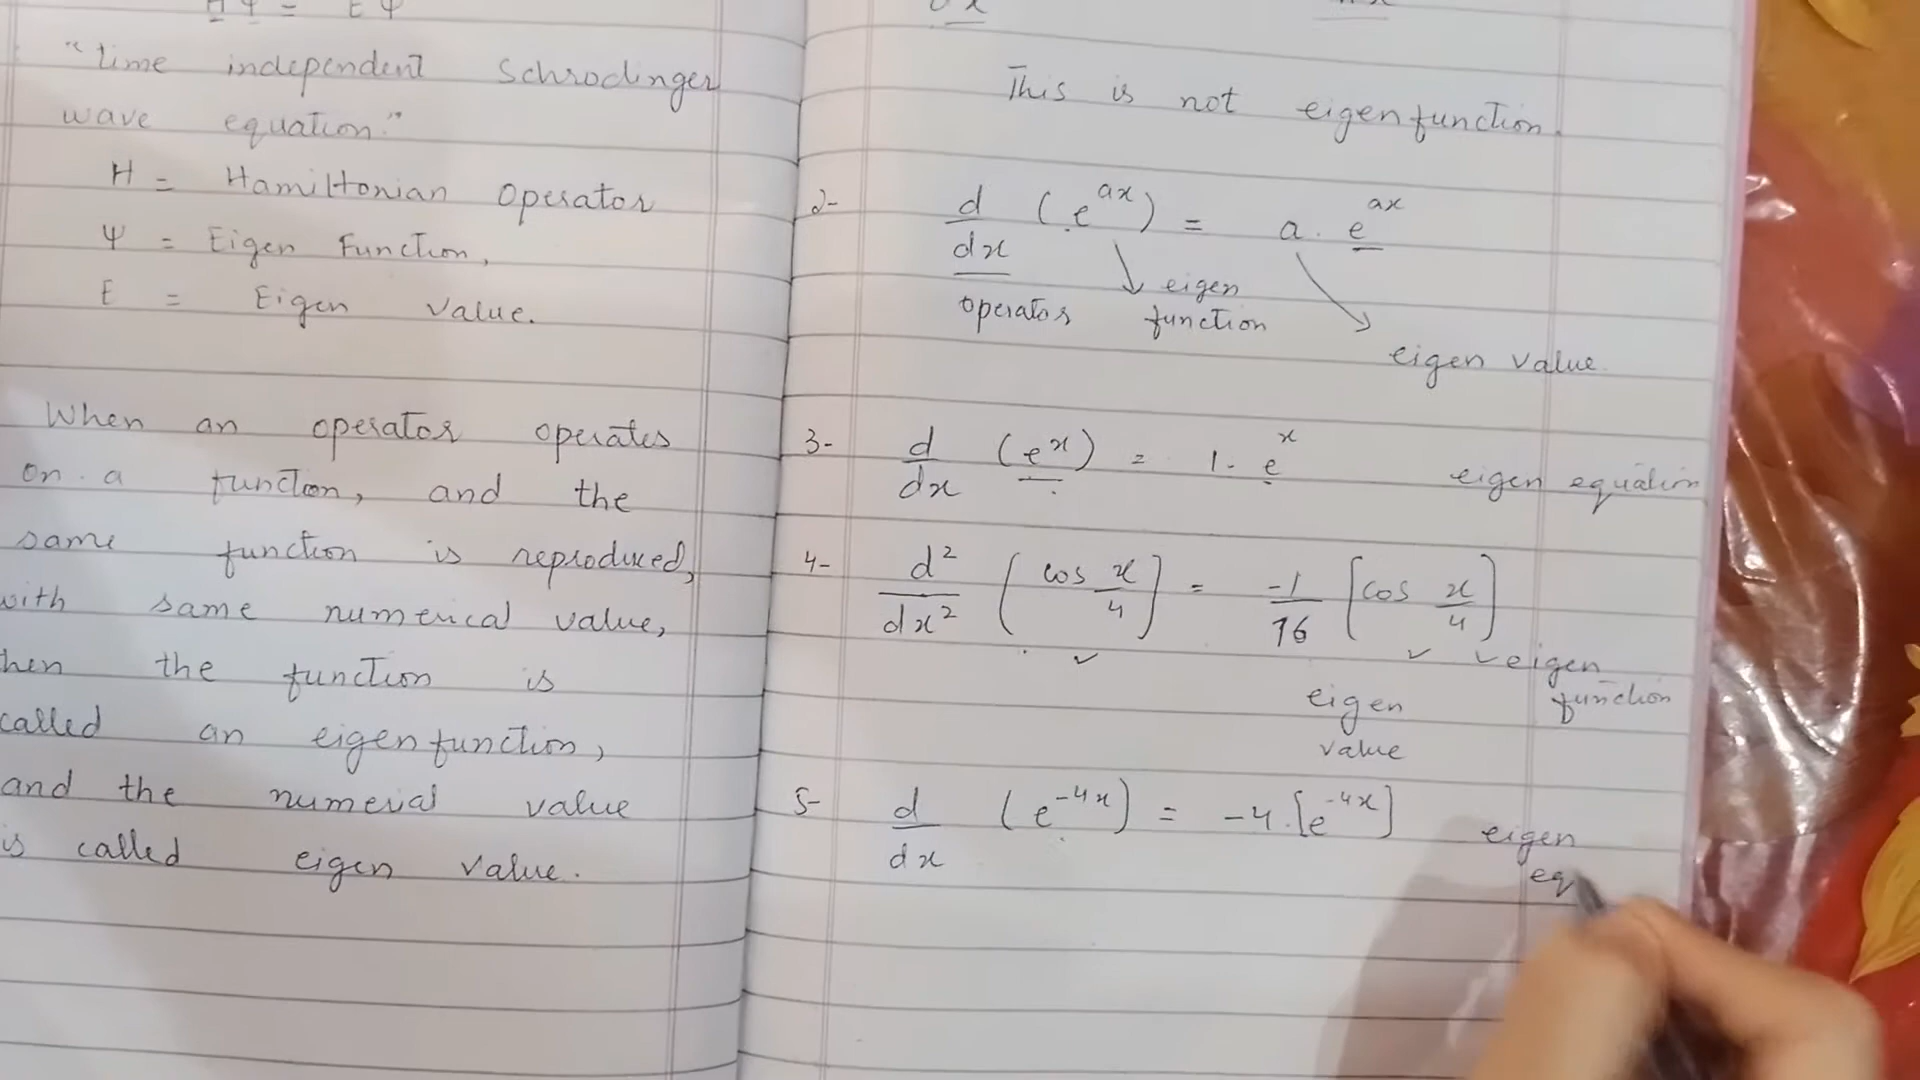 H Ψ = E Ψ
"time independent Schrodinger
wave equation."
H = Hamiltonian Operator
Ψ = Eigen Function,
E = Eigen Value.
When an operator operates
on a function, and the
same function is reproduced,
with same numerical value,
hen the function is
called an eigenfunction,
and the numerial value
is called eigen value.
This is not eigenfunction.
2- d/dx (e^ax) = a. e^ax
operator
eigen
function
eigen value.
3- d/dx (e^x) = 1. e^x eigen equation
4- d²/dx² [cos x/4] = -1/16 [cos x/4]
eigen
function
eigen
value
5- d/dx (e^-4x) = -4.[e^-4x] eigen
eq